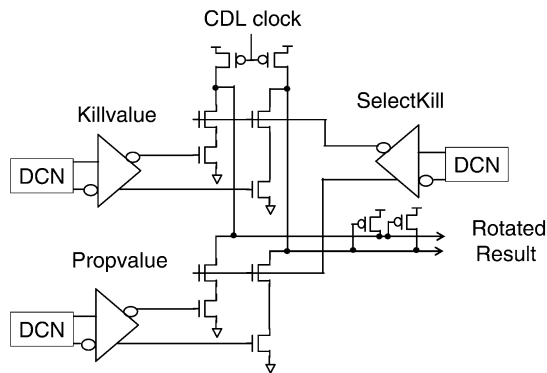 CDL clock
Killvalue
SelectKill
DCN
DCN
Rotated
Result
Propvalue
DCN